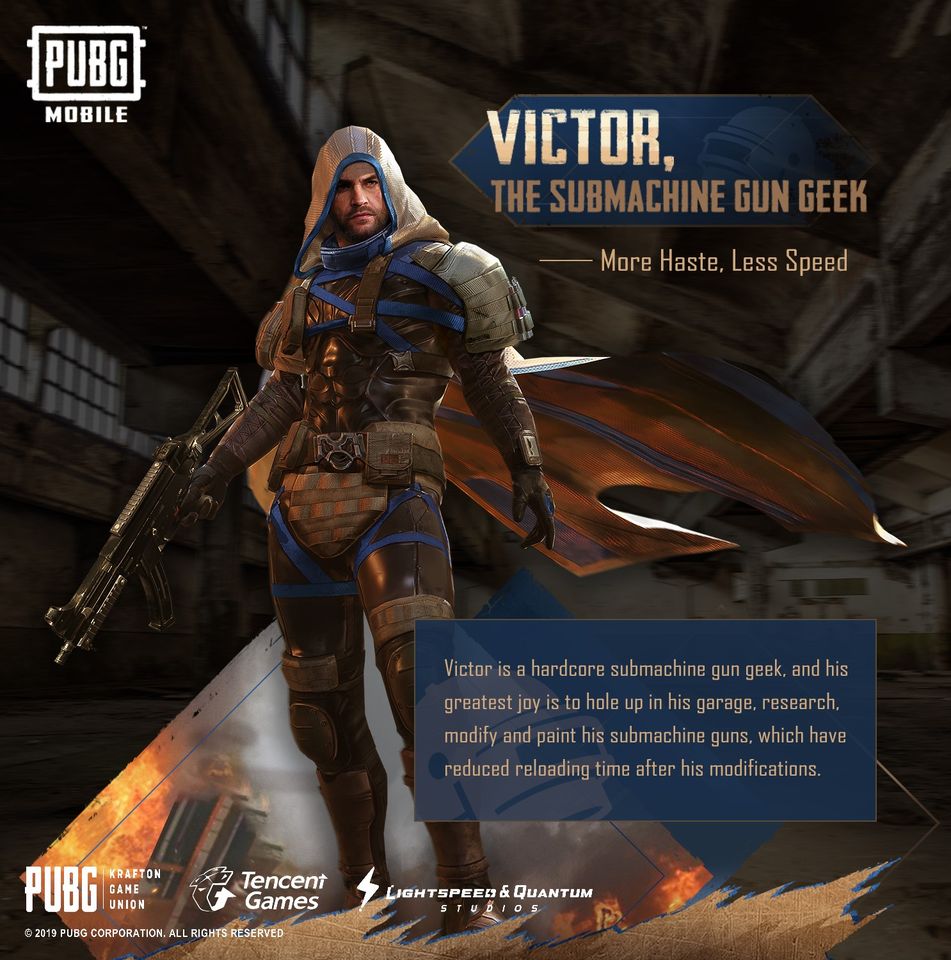 PUBG
MOBILE
VICTOR,
THE SUBMACHINE GUN GEEK
More Haste, Less Speed
Victor is a hardcore submachine gun geek, and his
greatest joy is to hole up in his garage, research,
modify and paint his submachine guns, which have
reduced reloading time after his modifications.
PUBG
KRAFTON
GAME
UNION
Tencent
Games
LIGHTSPEED & QUANTUM
STUDIOS
© 2019 PUBG CORPORATION. ALL RIGHTS RESERVED